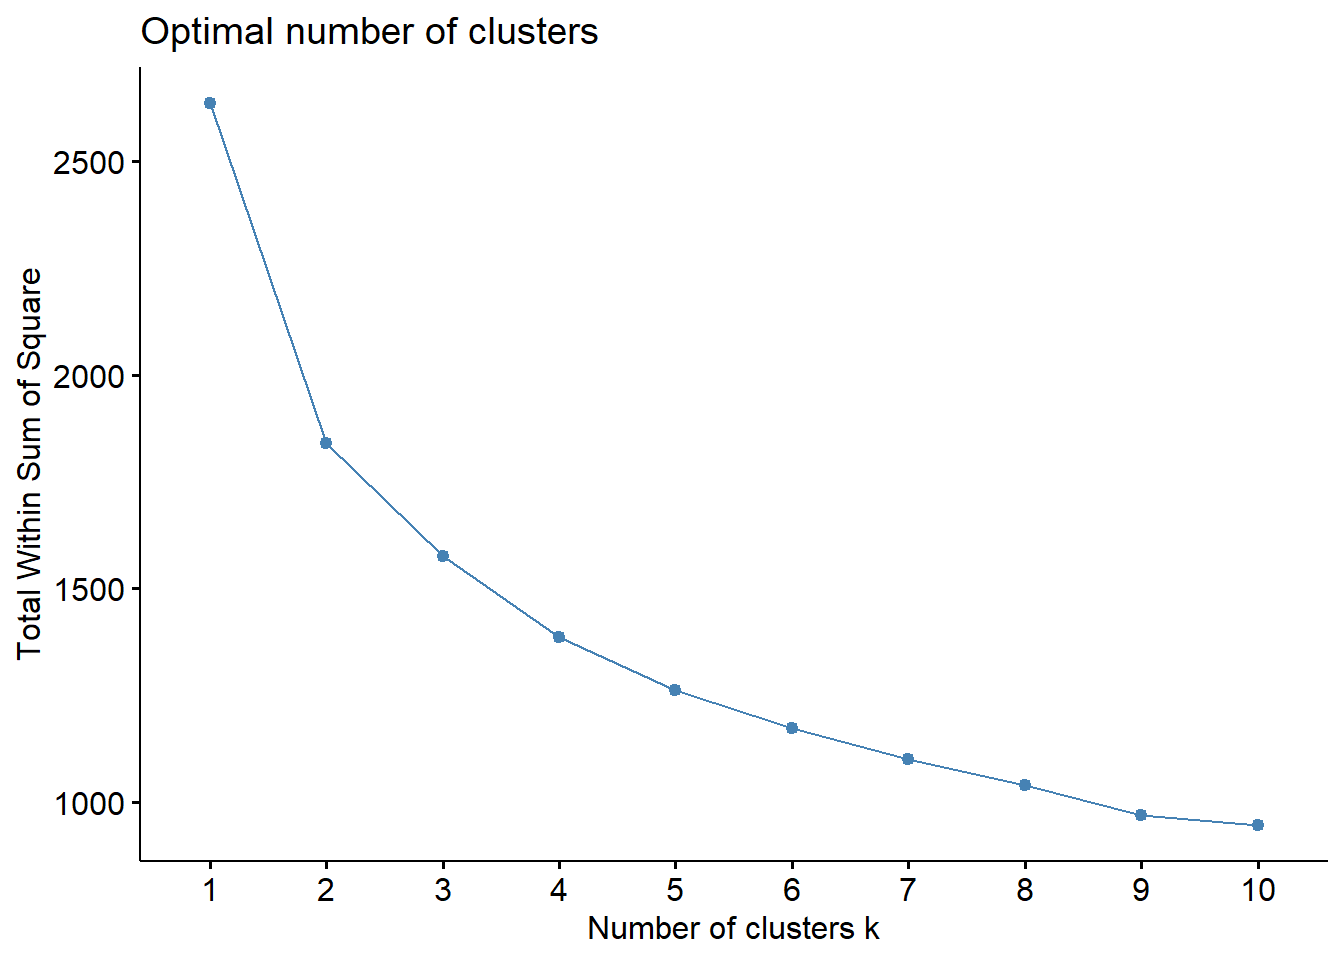 Optimal number of clusters
2500
2000
1500
1000
Total Within Sum of Square
1 2 3 4 5 6 7 8 9 10
Number of clusters k